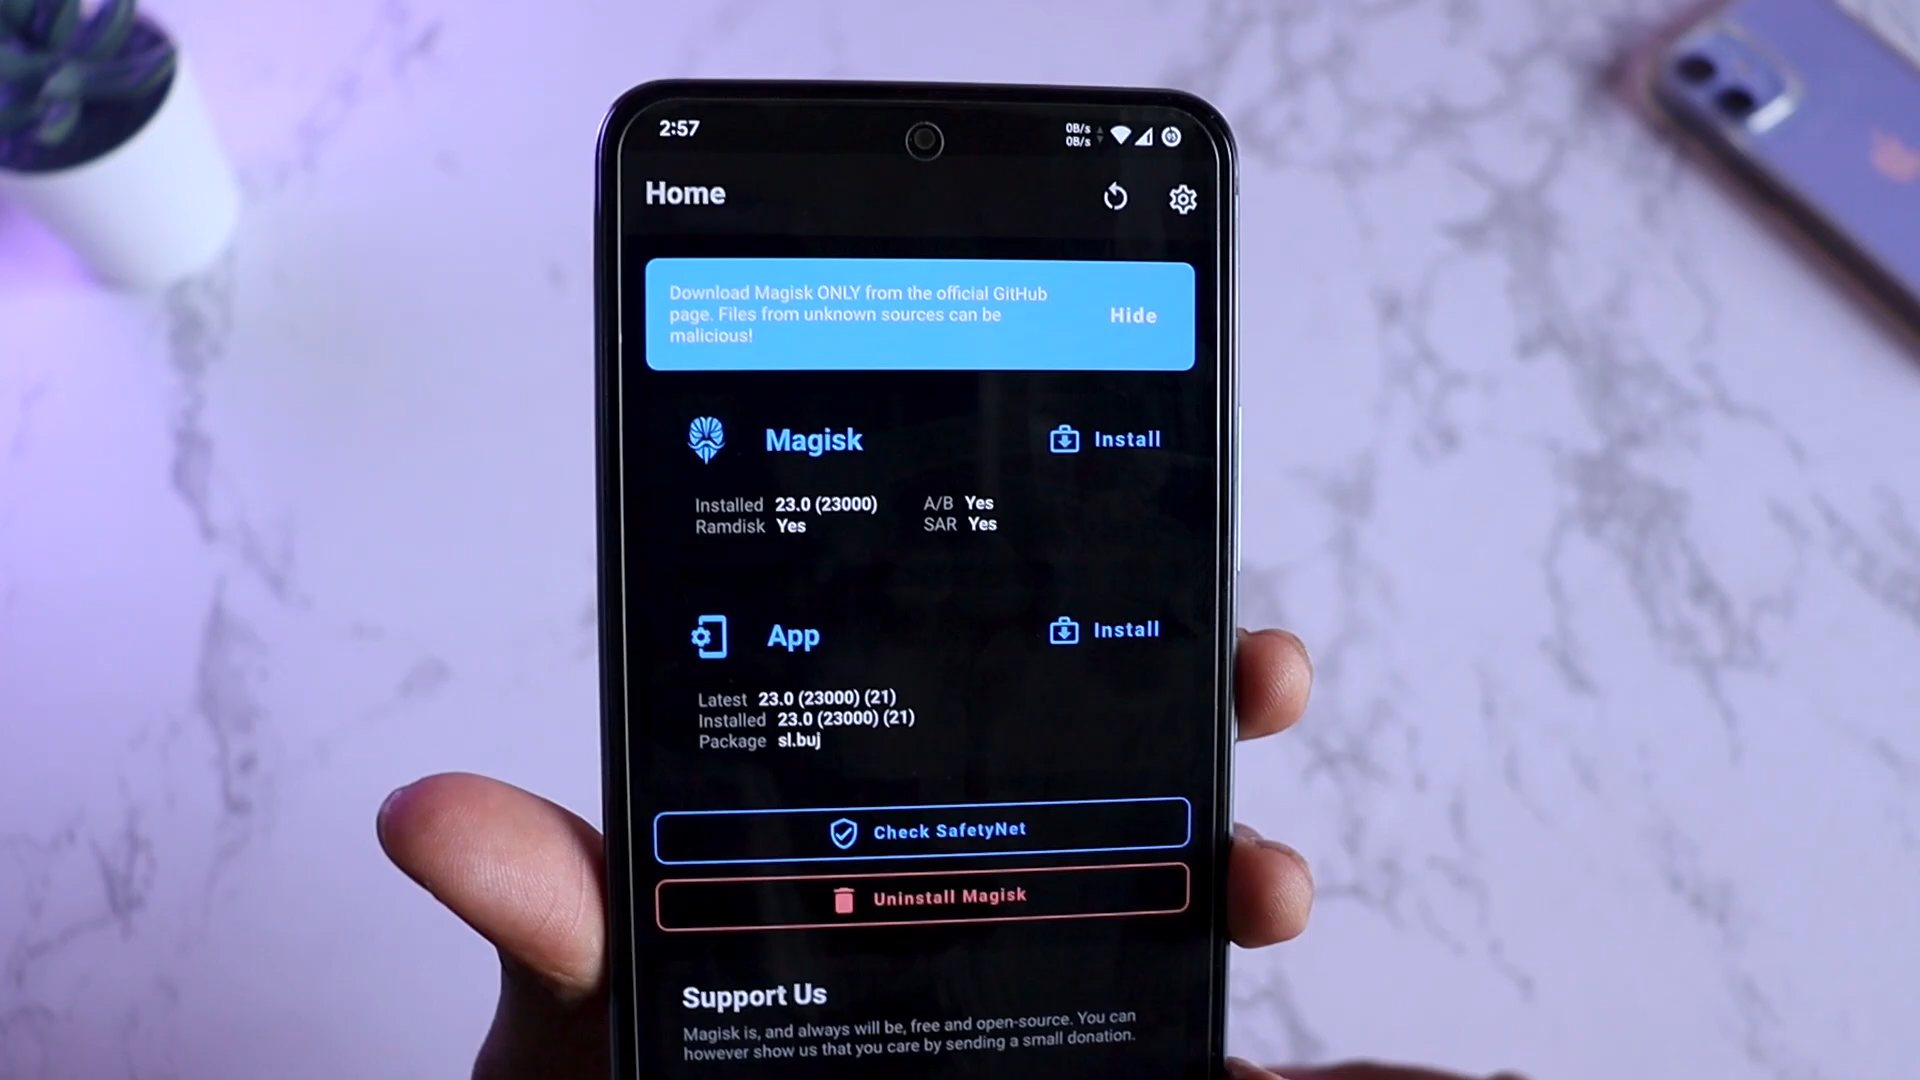 2:57
0B/s
0B/s
95
Home
Download Magisk ONLY from the official GitHub
page. Files from unknown sources can be
malicious!
Hide
Magisk
Install
Installed 23.0 (23000)
A/B Yes
Ramdisk Yes
SAR Yes
App
Install
Latest 23.0 (23000) (21)
Installed 23.0 (23000) (21)
Package sl.buj
Check SafetyNet
Uninstall Magisk
Support Us
Magisk is, and always will be, free and open-source. You can
however show us that you care by sending a small donation.